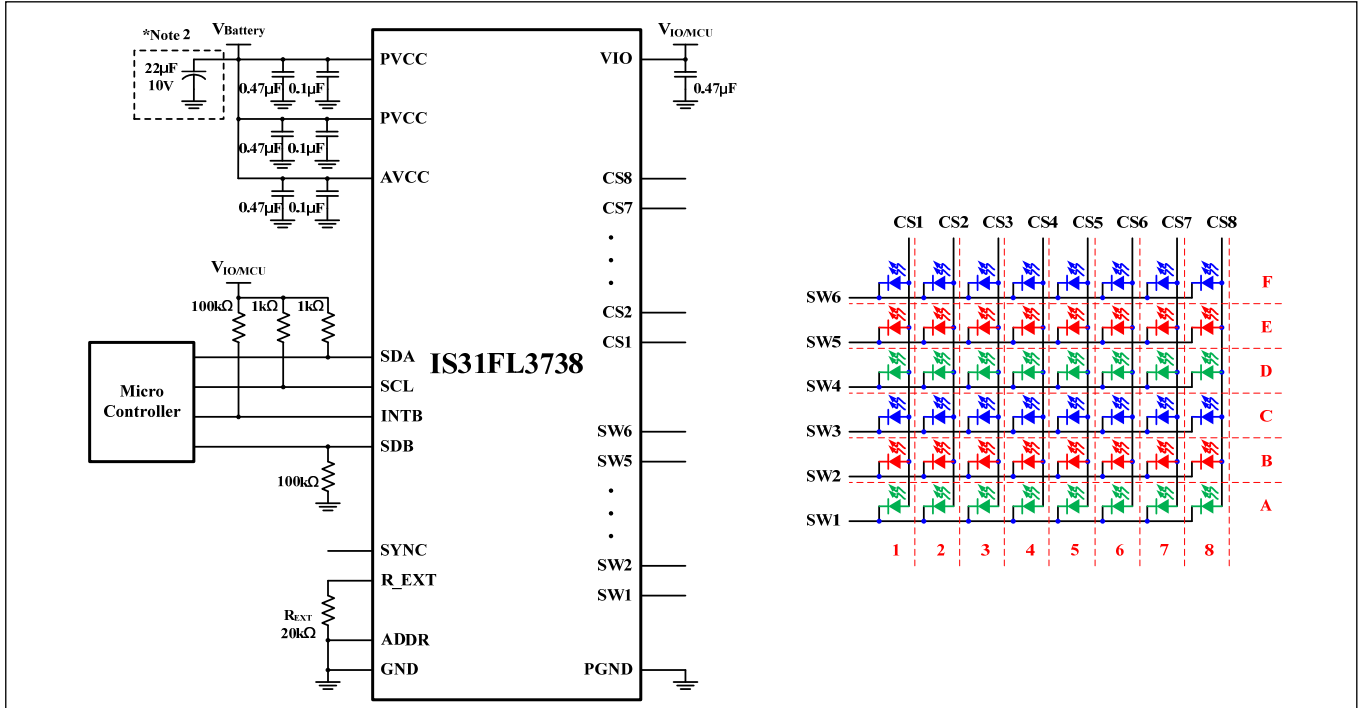 *Note 2
VBattery
22µF
10V
0.47µF 0.1µF
PVCC
0.47µF 0.1µF
PVCC
0.47µF 0.1µF
AVCC
VIO/MCU
100kΩ 1kΩ 1kΩ
Micro
Controller
SDA
SCL
INTB
SDB
100kΩ
SYNC
R_EXT
REXT
20kΩ
ADDR
GND
IS31FL3738
VIO/MCU
VIO
0.47µF
CS8
CS7
CS2
CS1
SW6
SW5
SW2
SW1
PGND
CS1 CS2 CS3 CS4 CS5 CS6 CS7 CS8
SW6 F
SW5 E
SW4 D
SW3 C
SW2 B
SW1 A
1 2 3 4 5 6 7 8